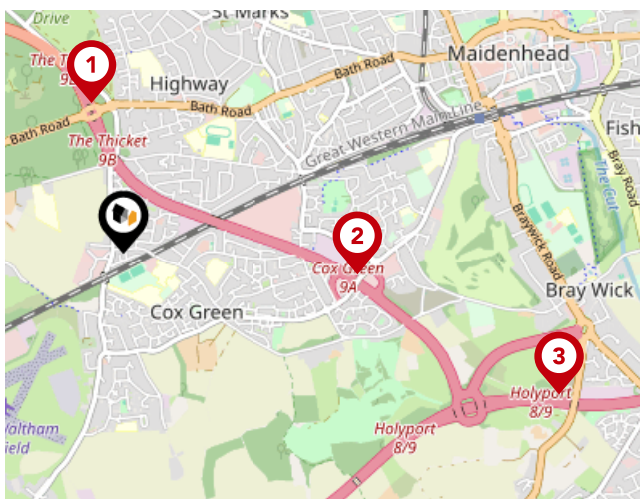 Drive
St Marks
The T
9B
1
Highway
Bath Road
Maidenhead
Bath Road
Bath Road
The Thicket
9B
Great Western Main Line
Fish
Bray Road
The Cut
Braywick Road
2
Cox Green
9A
Cox Green
Bray Wick
3
Holyport
8/9
Holyport
8/9
Waltham
field